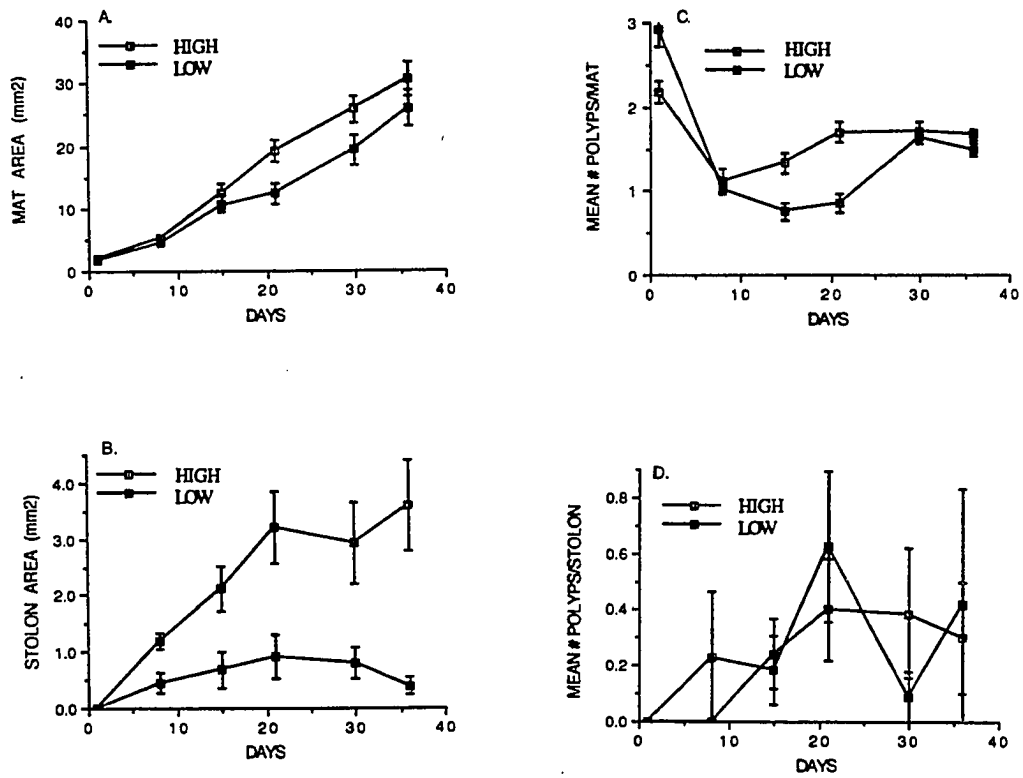 A.
40
30
20
10
0
MAT AREA (mm2)
HIGH
LOW
0 10 20 30 40
DAYS
C.
3
2
1
0
MEAN # POLYPS/MAT
HIGH
LOW
0 10 20 30 40
DAYS
B.
4.0
3.0
2.0
1.0
0.0
STOLON AREA (mm2)
HIGH
LOW
0 10 20 30 40
DAYS
D.
0.8
0.6
0.4
0.2
0.0
MEAN # POLYPS/STOLON
HIGH
LOW
0 10 20 30 40
DAYS